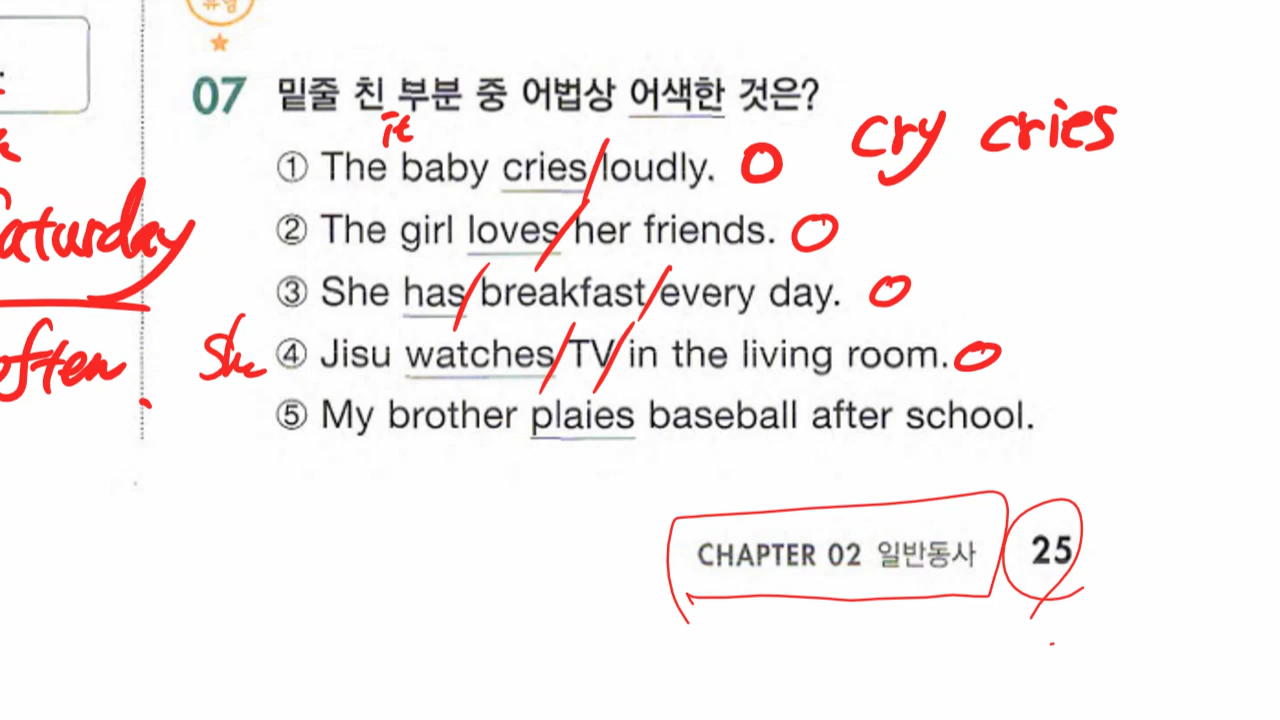 유형
07 밑줄 친 부분 중 어법상 어색한 것은?
it
cry cries
① The baby cries loudly.
② The girl loves her friends.
③ She has breakfast every day.
She ④ Jisu watches TV in the living room.
⑤ My brother plaies baseball after school.
Saturday
often.
CHAPTER 02 일반동사 25